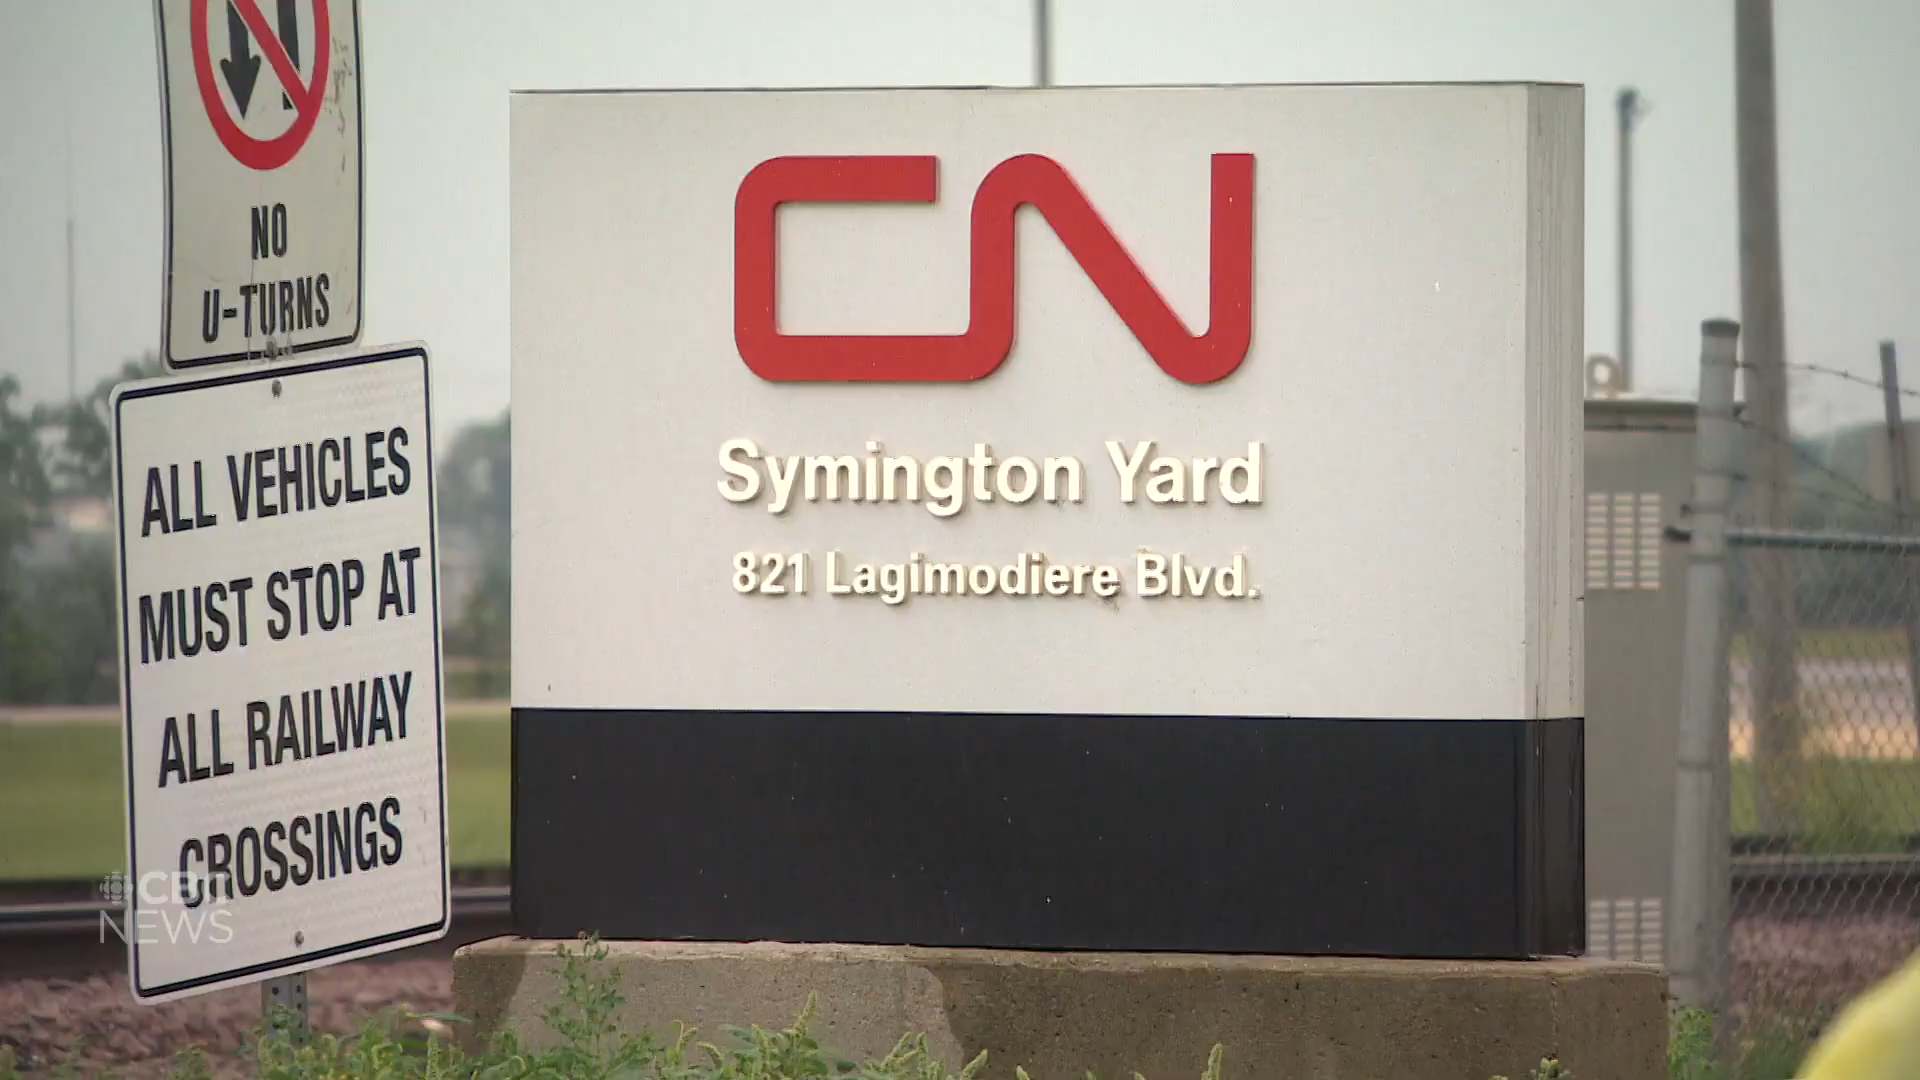 NO
U-TURNS
ALL VEHICLES
MUST STOP AT
ALL RAILWAY
CROSSINGS
CN
Symington Yard
821 Lagimodiere Blvd.
CBC
NEWS